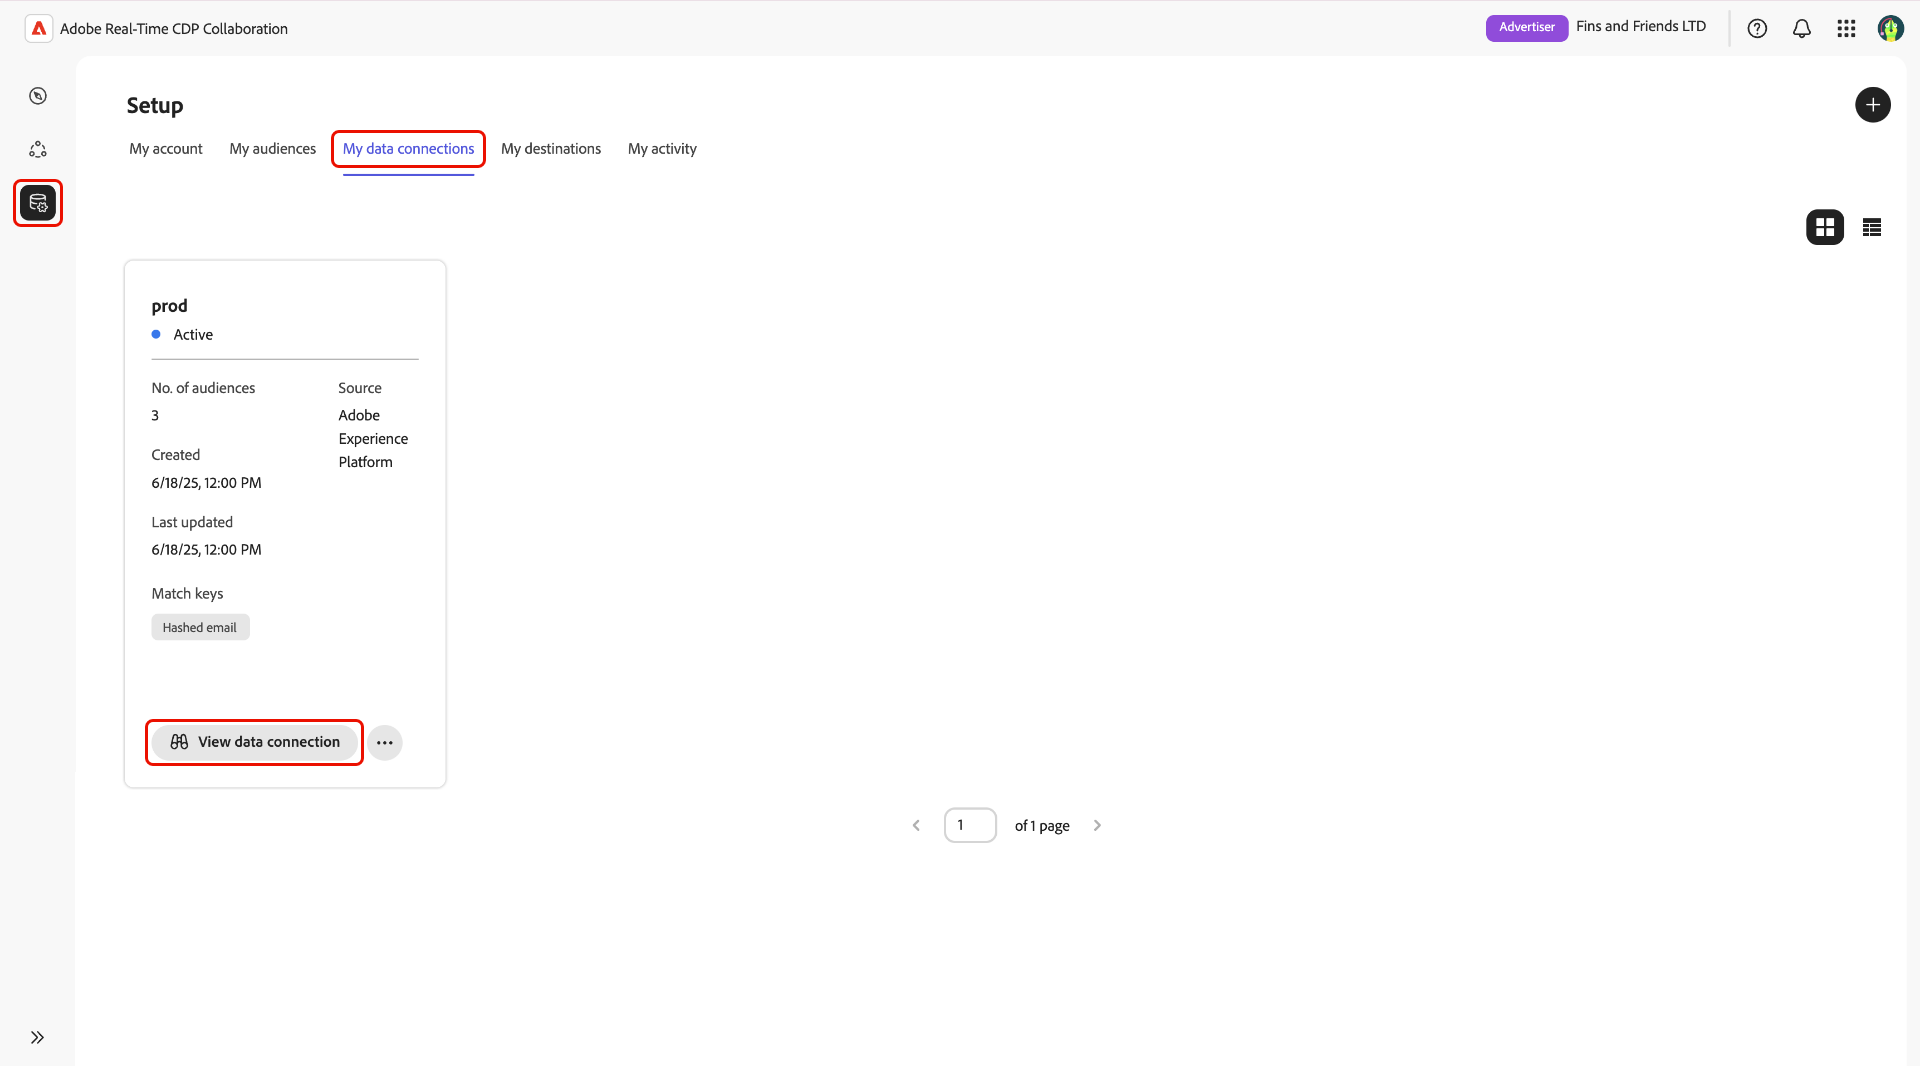 Adobe Real-Time CDP Collaboration
Advertiser
Fins and Friends LTD
Setup
My account
My audiences
My data connections
My destinations
My activity
prod
Active
No. of audiences
3
Source
Adobe
Experience
Platform
Created
6/18/25, 12:00 PM
Last updated
6/18/25, 12:00 PM
Match keys
Hashed email
View data connection
1
of 1 page